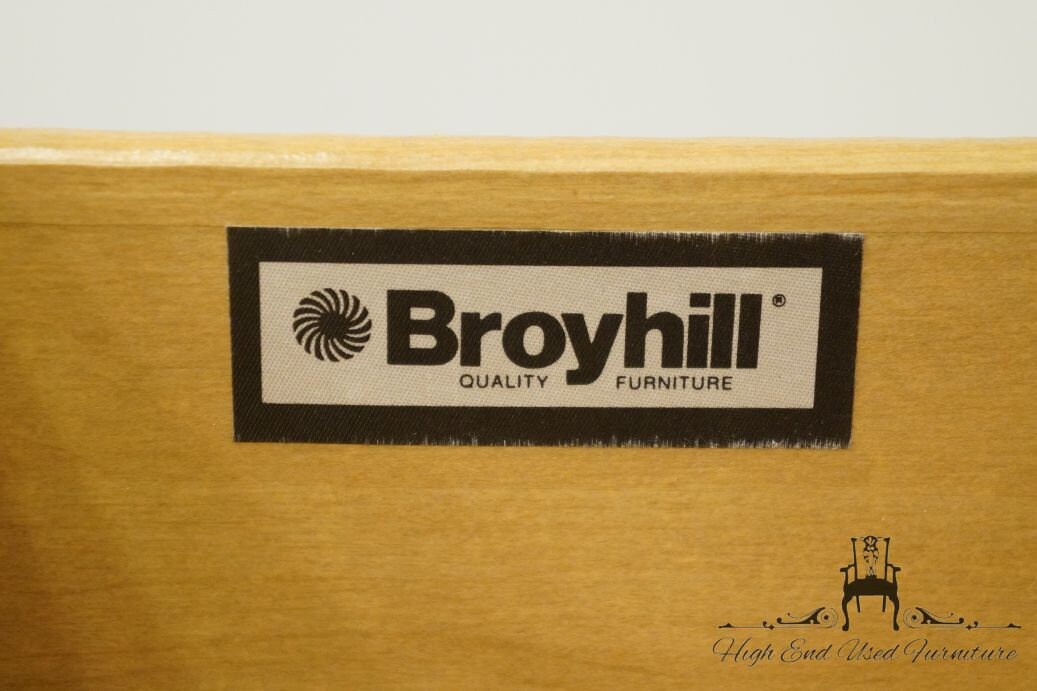 Broyhill®
QUALITY FURNITURE
High End Used Furniture